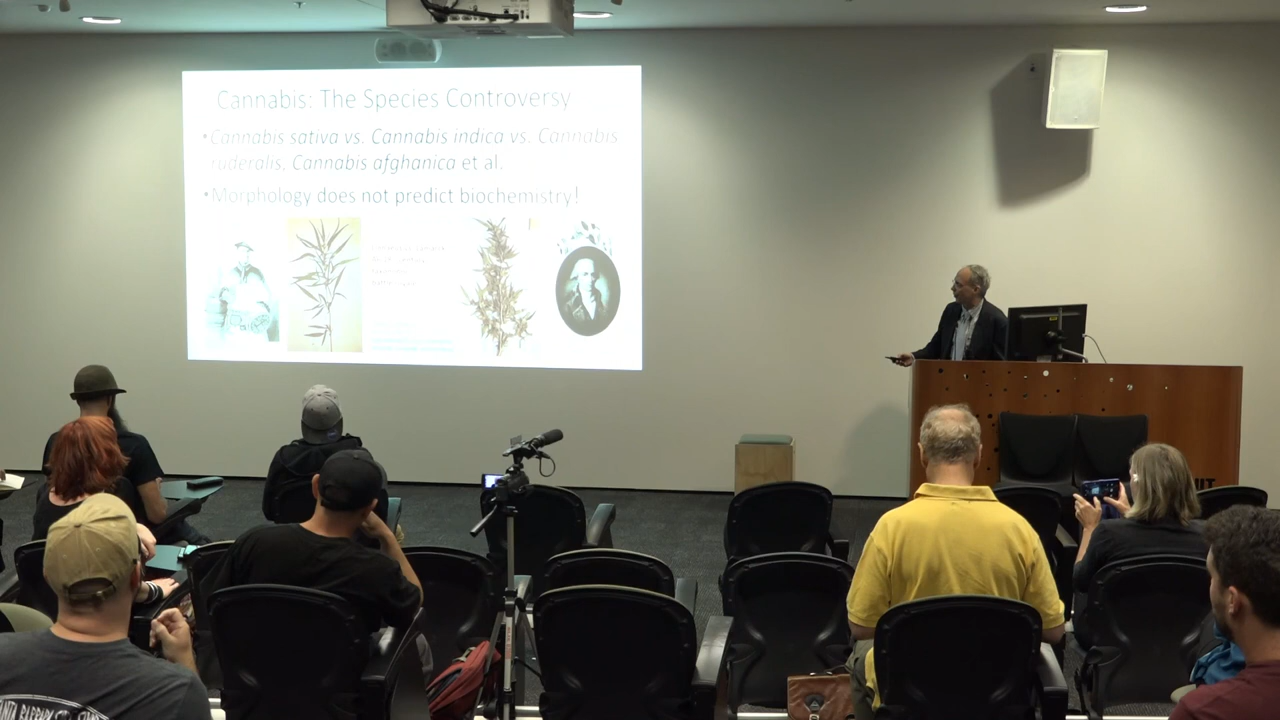 Cannabis: The Species Controversy
•Cannabis sativa vs. Cannabis indica vs. Cannabis
ruderalis, Cannabis afghanica et al.
•Morphology does not predict biochemistry!
UT